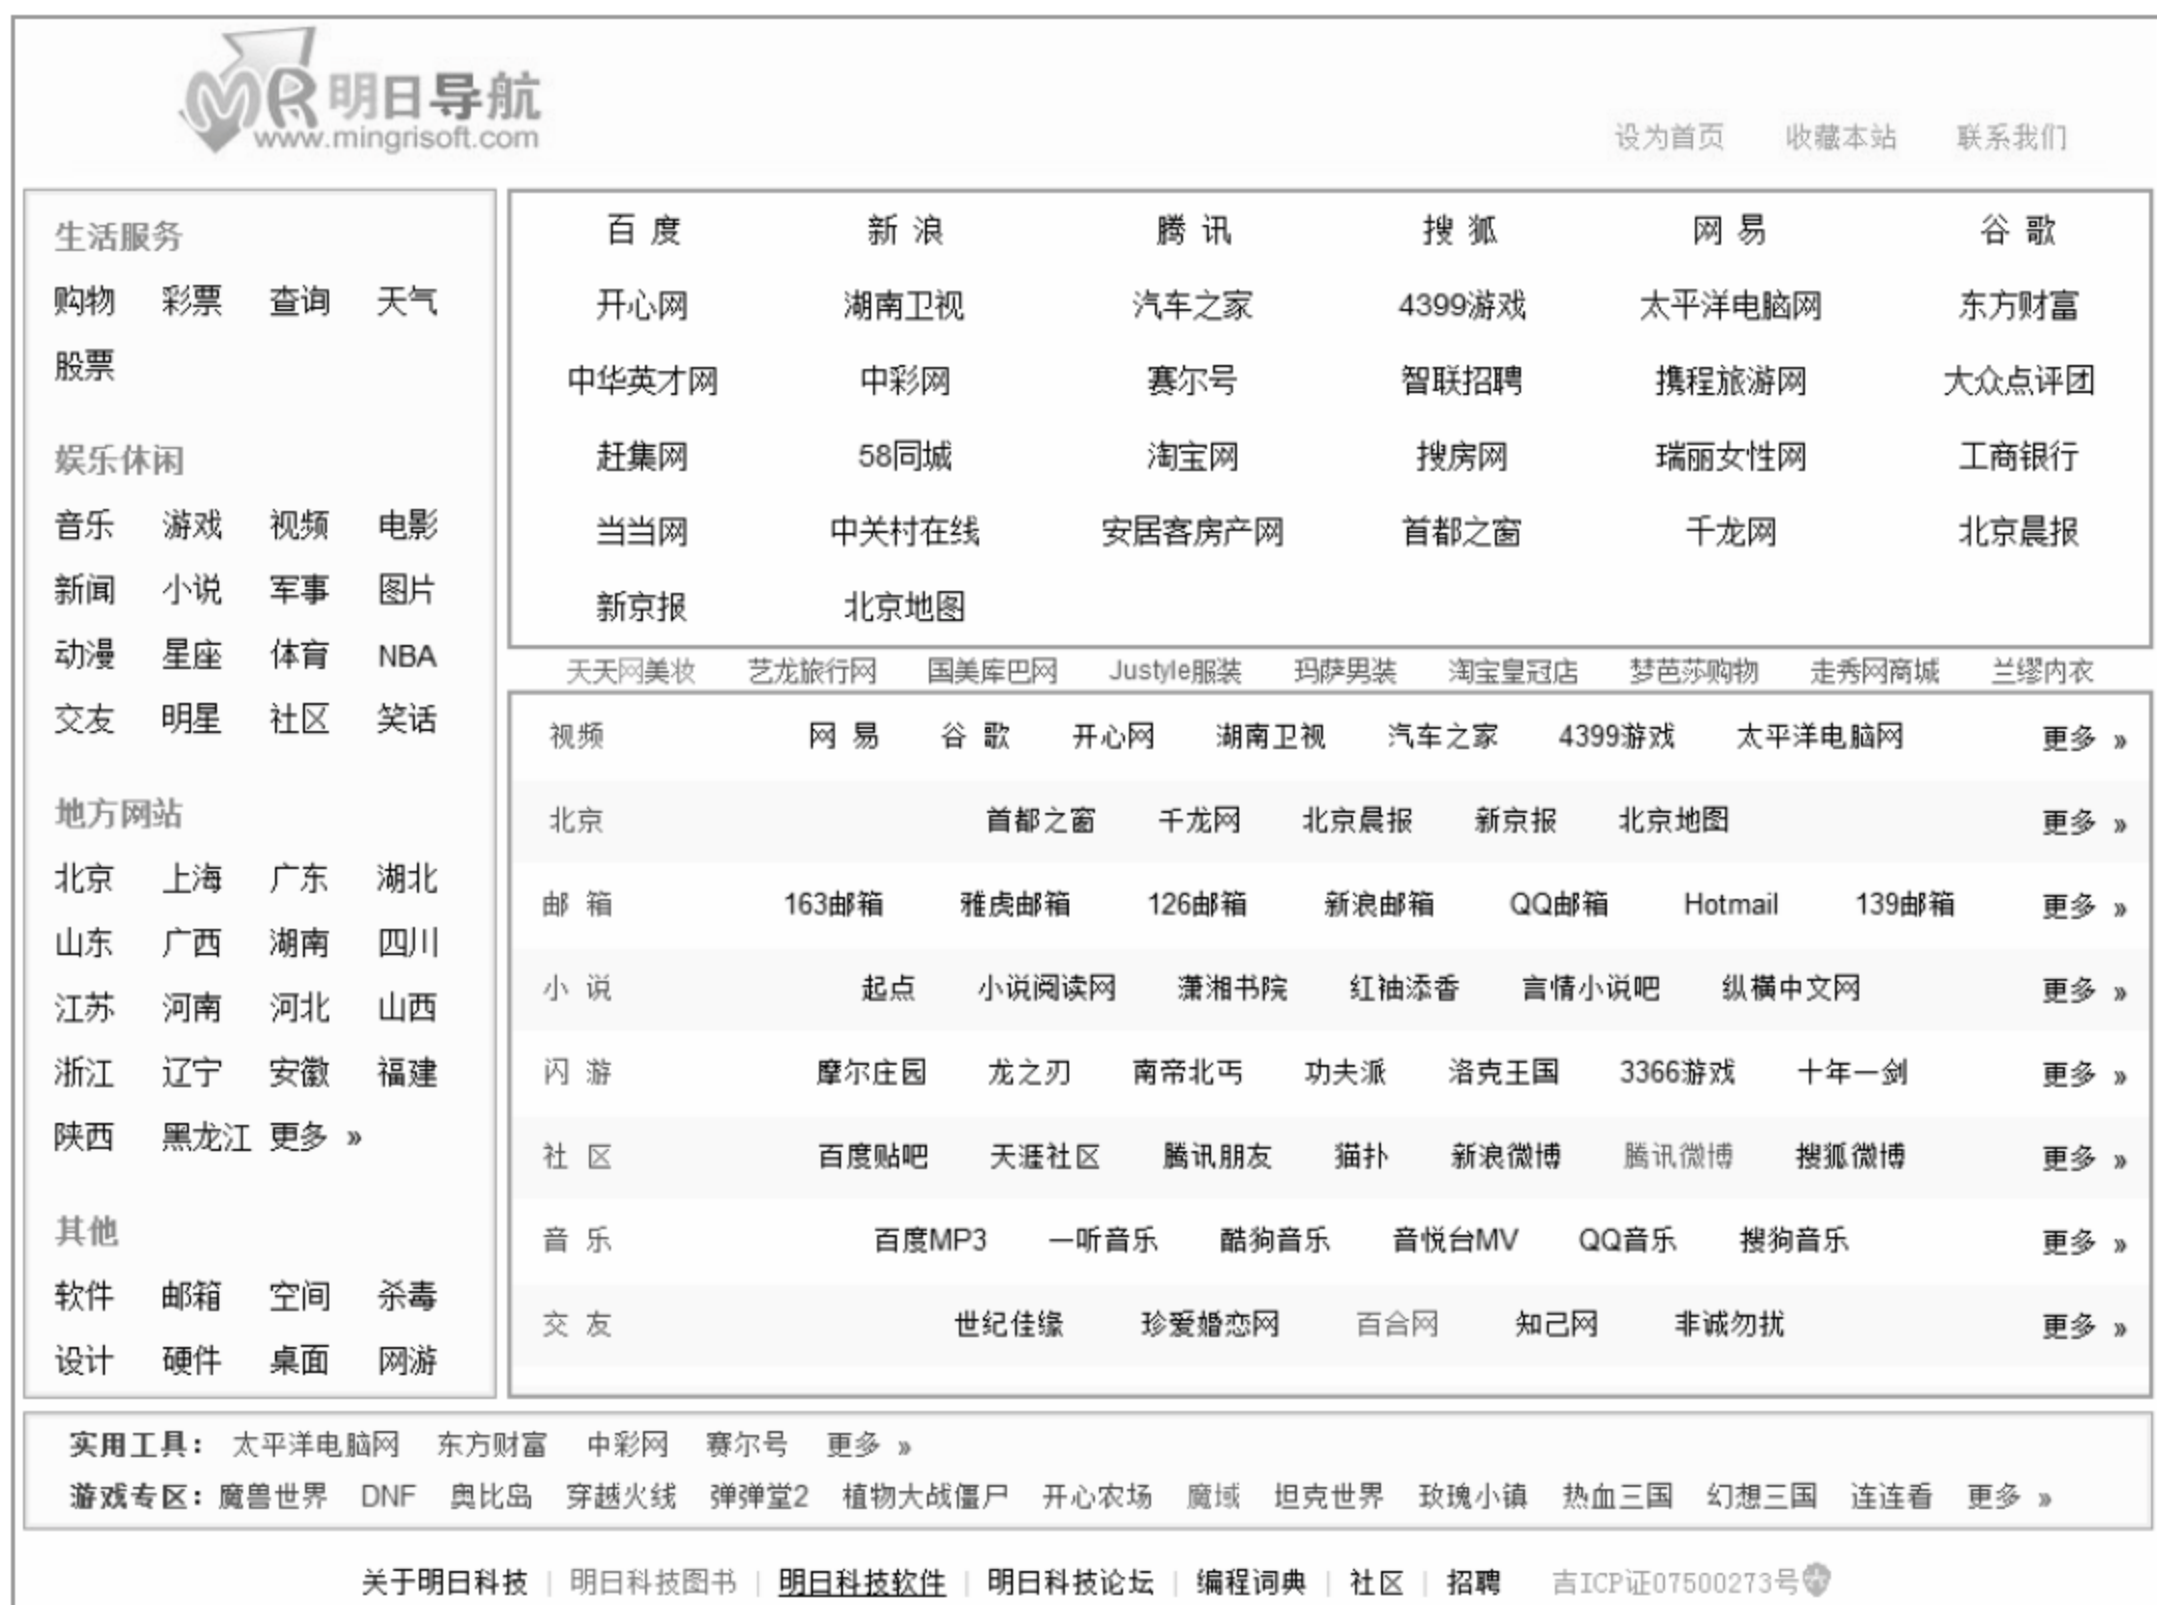 MR明日导航
www.mingrisoft.com
设为首页 收藏本站 联系我们
生活服务
购物 彩票 查询 天气
股票
娱乐休闲
音乐 游戏 视频 电影
新闻 小说 军事 图片
动漫 星座 体育 NBA
交友 明星 社区 笑话
地方网站
北京 上海 广东 湖北
山东 广西 湖南 四川
江苏 河南 河北 山西
浙江 辽宁 安徽 福建
陕西 黑龙江 更多 »
其他
软件 邮箱 空间 杀毒
设计 硬件 桌面 网游
百 度 新 浪 腾 讯 搜 狐 网 易 谷 歌
开心网 湖南卫视 汽车之家 4399游戏 太平洋电脑网 东方财富
中华英才网 中彩网 赛尔号 智联招聘 携程旅游网 大众点评团
赶集网 58同城 淘宝网 搜房网 瑞丽女性网 工商银行
当当网 中关村在线 安居客房产网 首都之窗 千龙网 北京晨报
新京报 北京地图
天天网美妆 艺龙旅行网 国美库巴网 Justyle服装 玛萨男装 淘宝皇冠店 梦芭莎购物 走秀网商城 兰缪内衣
视频 网 易 谷 歌 开心网 湖南卫视 汽车之家 4399游戏 太平洋电脑网 更多 »
北京 首都之窗 千龙网 北京晨报 新京报 北京地图 更多 »
邮 箱 163邮箱 雅虎邮箱 126邮箱 新浪邮箱 QQ邮箱 Hotmail 139邮箱 更多 »
小 说 起点 小说阅读网 潇湘书院 红袖添香 言情小说吧 纵横中文网 更多 »
闪 游 摩尔庄园 龙之刃 南帝北丐 功夫派 洛克王国 3366游戏 十年一剑 更多 »
社 区 百度贴吧 天涯社区 腾讯朋友 猫扑 新浪微博 腾讯微博 搜狐微博 更多 »
音 乐 百度MP3 一听音乐 酷狗音乐 音悦台MV QQ音乐 搜狗音乐 更多 »
交 友 世纪佳缘 珍爱婚恋网 百合网 知己网 非诚勿扰 更多 »
实用工具： 太平洋电脑网 东方财富 中彩网 赛尔号 更多 »
游戏专区： 魔兽世界 DNF 奥比岛 穿越火线 弹弹堂2 植物大战僵尸 开心农场 魔域 坦克世界 玫瑰小镇 热血三国 幻想三国 连连看 更多 »
关于明日科技 | 明日科技图书 | 明日科技软件 | 明日科技论坛 | 编程词典 | 社区 | 招聘 吉ICP证07500273号